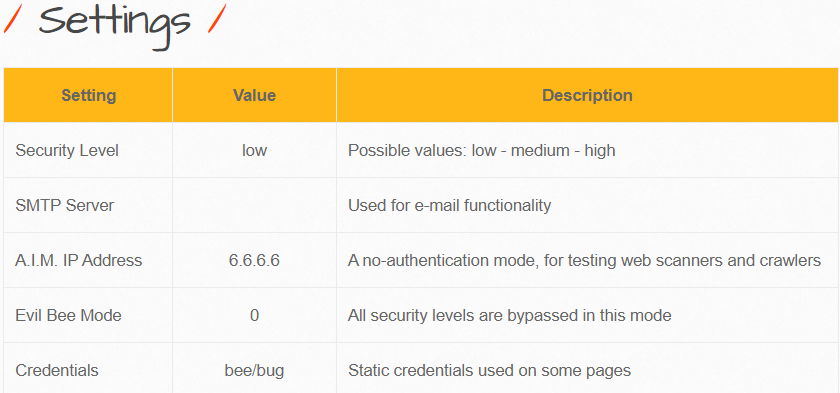 / Settings /
Setting Value Description
Security Level low Possible values: low - medium - high
SMTP Server Used for e-mail functionality
A.I.M. IP Address 6.6.6.6 A no-authentication mode, for testing web scanners and crawlers
Evil Bee Mode 0 All security levels are bypassed in this mode
Credentials bee/bug Static credentials used on some pages